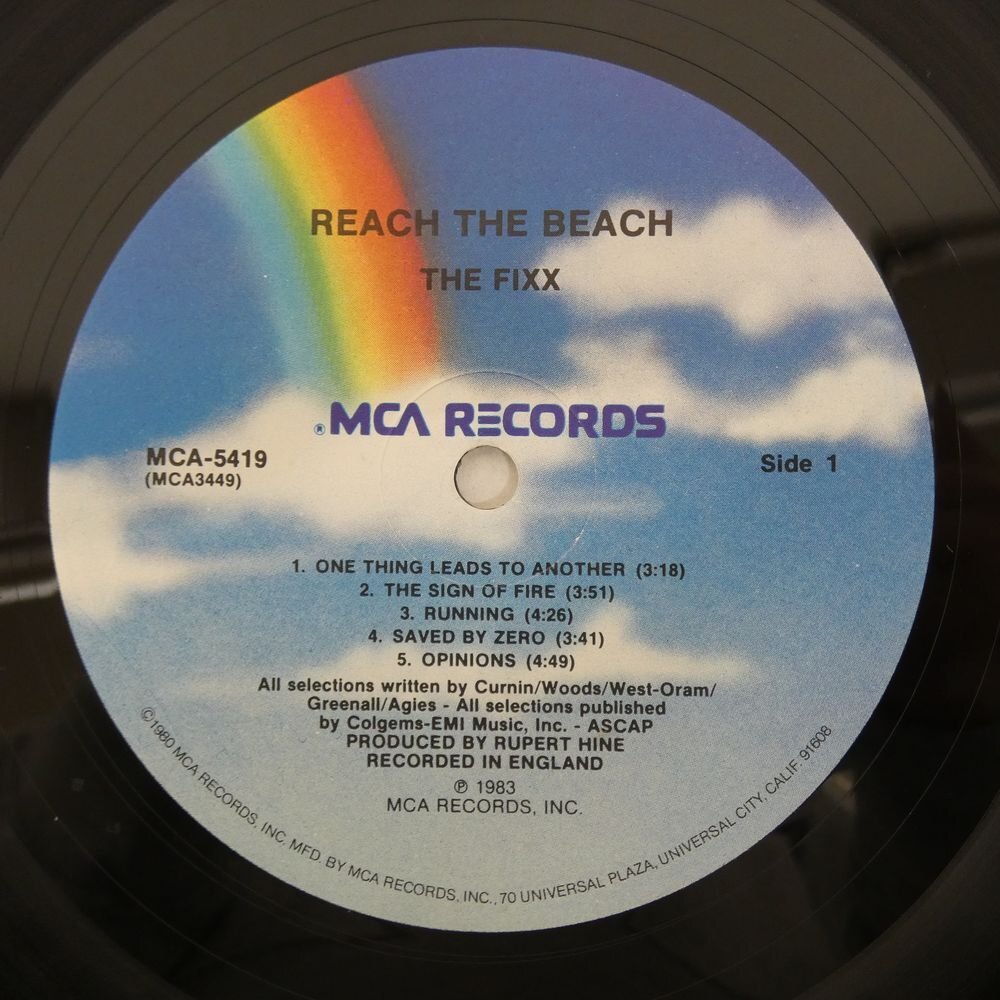 REACH THE BEACH
THE FIXX
® MCA RECORDS
MCA-5419
(MCA3449)
Side 1
1. ONE THING LEADS TO ANOTHER (3:18)
2. THE SIGN OF FIRE (3:51)
3. RUNNING (4:26)
4. SAVED BY ZERO (3:41)
5. OPINIONS (4:49)
All selections written by Curnin/Woods/West-Oram/
Greenall/Agies - All selections published
by Colgems-EMI Music, Inc. - ASCAP
PRODUCED BY RUPERT HINE
RECORDED IN ENGLAND
℗ 1983
MCA RECORDS, INC.
©1980 MCA RECORDS, INC. MFD. BY MCA RECORDS, INC., 70 UNIVERSAL PLAZA, UNIVERSAL CITY, CALIF. 91608